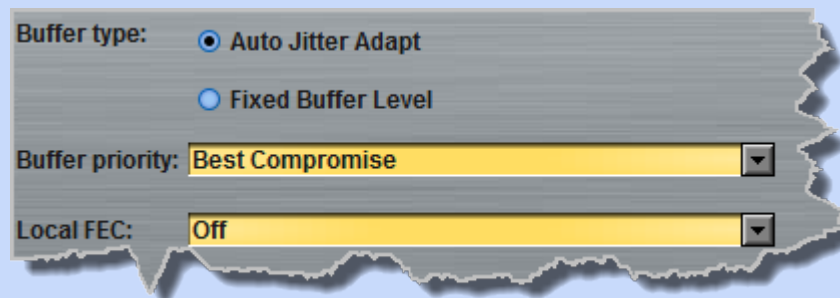 Buffer type: Auto Jitter Adapt
Fixed Buffer Level
Buffer priority: Best Compromise
Local FEC: Off